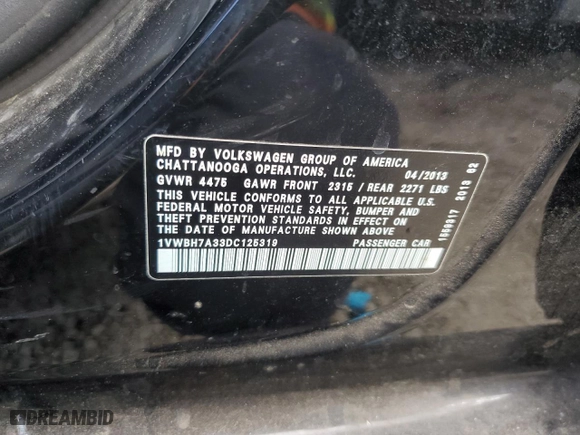 MFD BY VOLKSWAGEN GROUP OF AMERICA
CHATTANOOGA OPERATIONS, LLC. 04/2013
GVWR 4475 GAWR FRONT 2315 / REAR 2271 LBS
THIS VEHICLE CONFORMS TO ALL APPLICABLE U.S.
FEDERAL MOTOR VEHICLE SAFETY, BUMPER AND
THEFT PREVENTION STANDARDS IN EFFECT ON
THE DATE OF MANUFACTURE SHOWN ABOVE.
1VWBH7A33DC125319 PASSENGER CAR
2013 02
DREAMBID